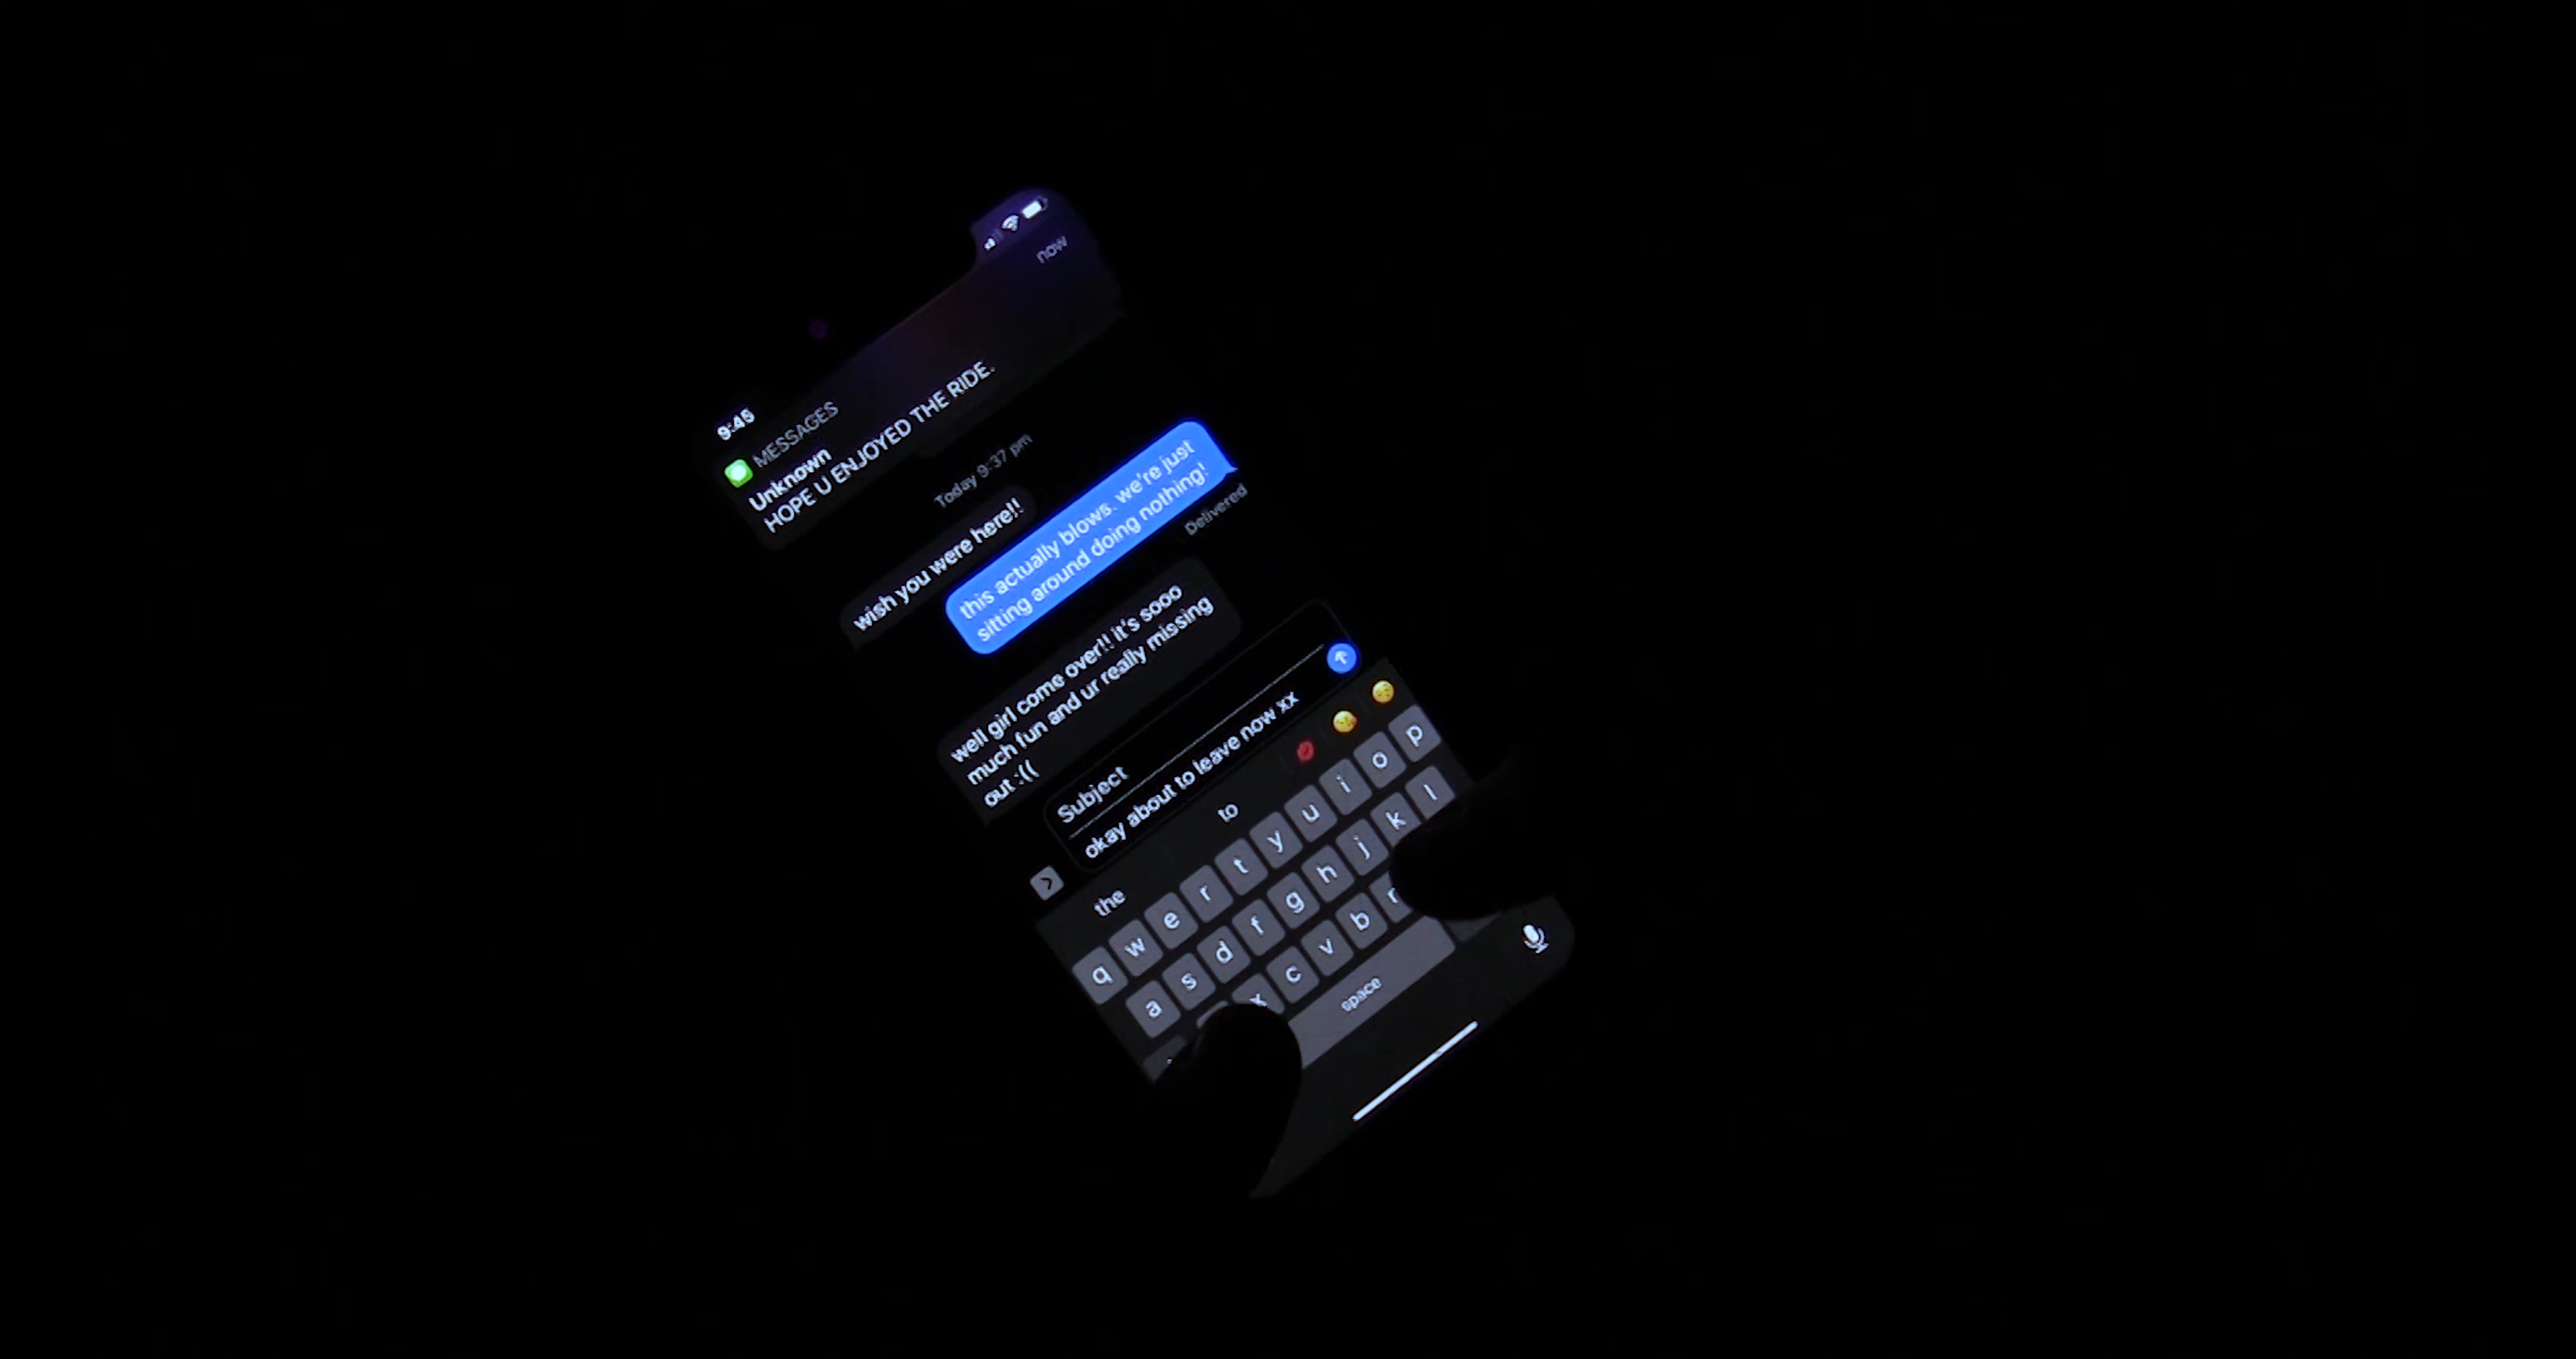 9:45
MESSAGES
now
Unknown
HOPE U ENJOYED THE RIDE.
Today 9:37 pm
wish you were here!!
this actually blows. we're just
sitting around doing nothing!
Delivered
well girl come over!! it's sooo
much fun and ur really missing
out :((
Subject
okay about to leave now xx
the
to
q w e r t y u i o p
a s d f g h j k l
x c v b
space